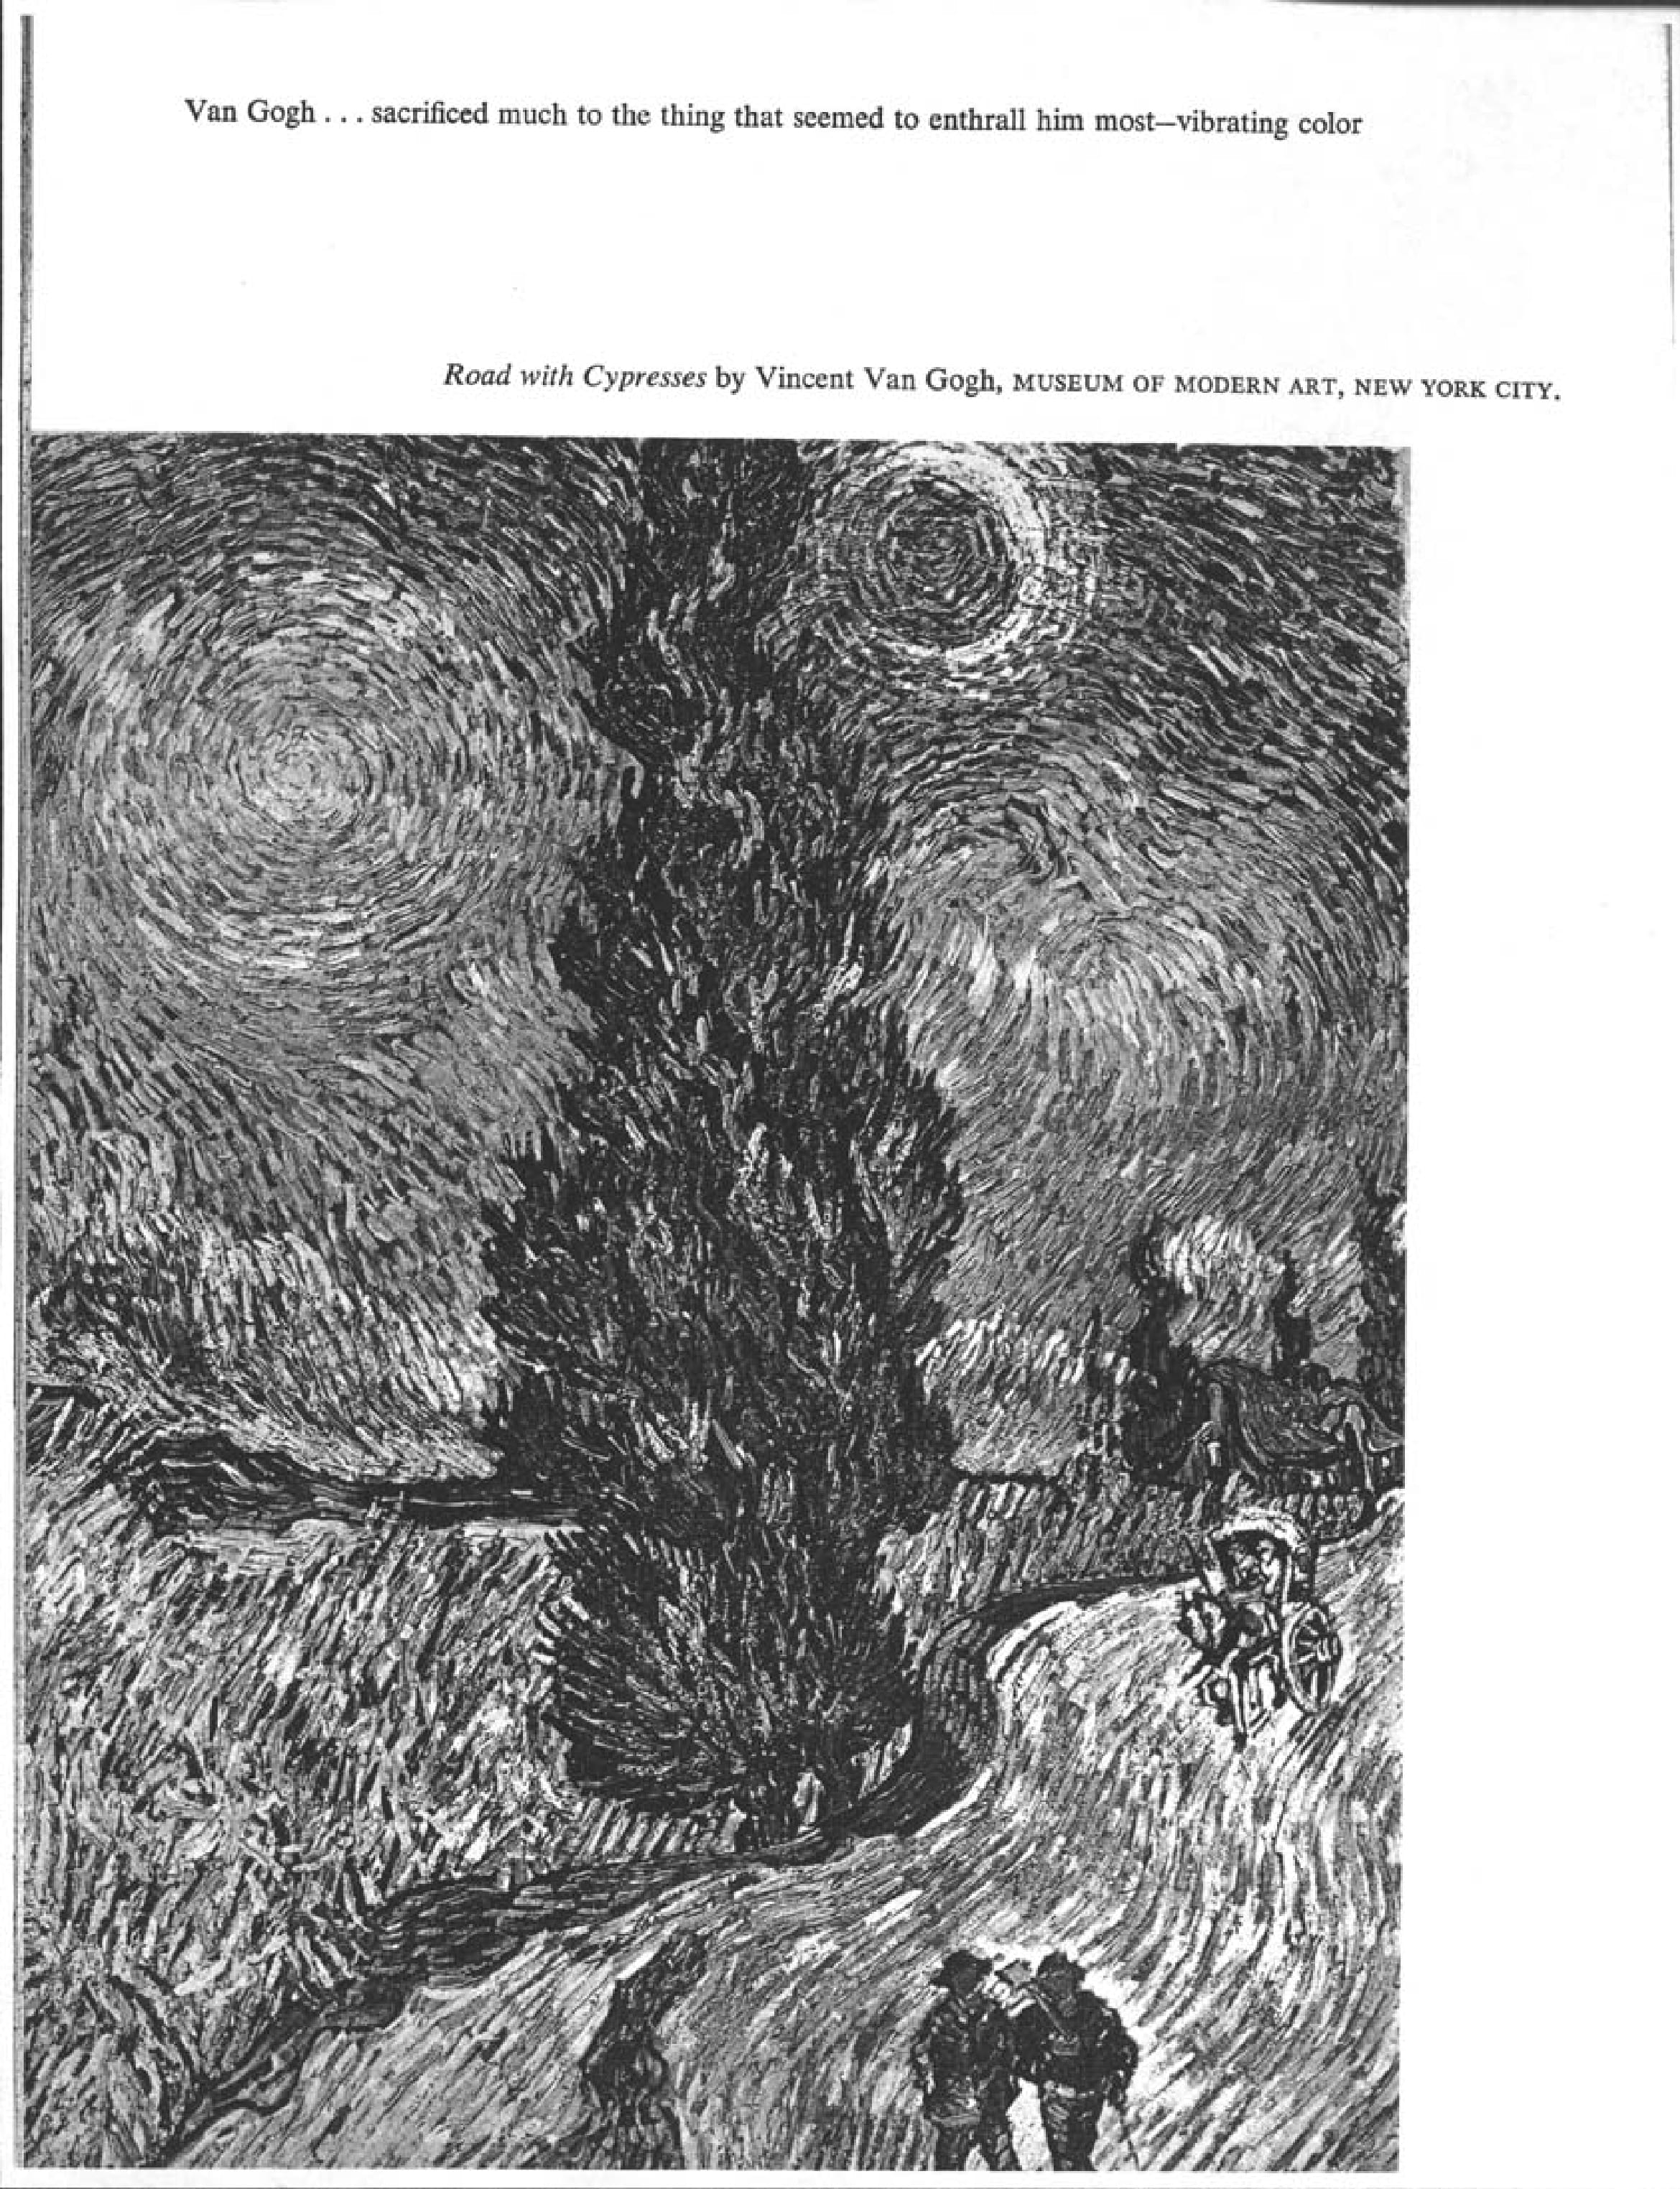 Van Gogh . . . sacrificed much to the thing that seemed to enthrall him most—vibrating color
Road with Cypresses by Vincent Van Gogh, MUSEUM OF MODERN ART, NEW YORK CITY.